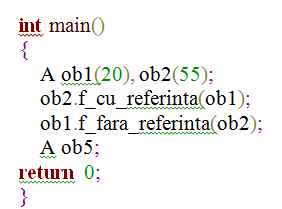 int main()
{
A ob1(20), ob2(55);
ob2.f_cu_referinta(ob1);
ob1.f_fara_referinta(ob2);
A ob5;
return 0;
}